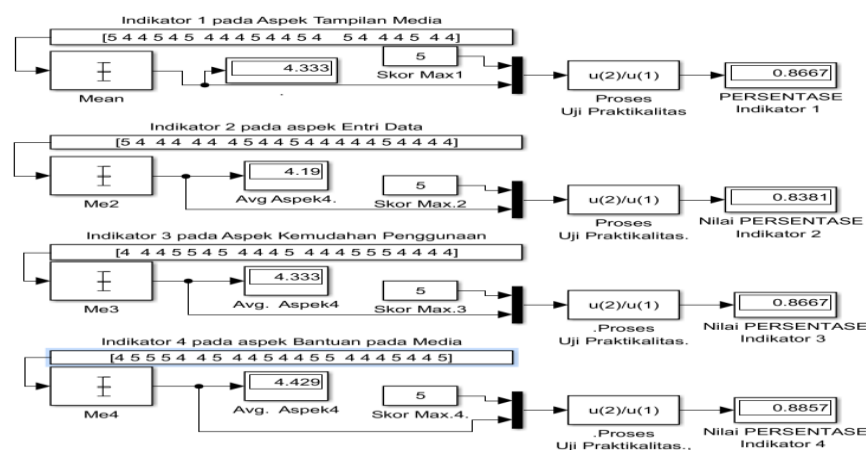 Indikator 1 pada Aspek Tampilan Media
[5 4 4 5 4 5 4 4 4 5 4 4 5 4 5 4 4 4 5 4 4]
4.333
5
Skor Max1
Mean
.
u(2)/u(1)
Proses
Uji Praktikalitas
0.8667
PERSENTASE
Indikator 1
Indikator 2 pada aspek Entri Data
[5 4 4 4 4 4 4 5 4 4 5 4 4 4 4 4 5 4 4 4 4]
4.19
Avg Aspek4.
5
Skor Max.2
Me2
u(2)/u(1)
Proses
Uji Praktikalitas.
0.8381
Nilai PERSENTASE
Indikator 2
Indikator 3 pada Aspek Kemudahan Penggunaan
[4 4 4 5 5 4 5 4 4 4 5 4 4 4 5 5 5 4 4 4 4]
4.333
Avg. Aspek4
5
Skor Max.3
Me3
u(2)/u(1)
.Proses
Uji Praktikalitas.
0.8667
Nilai PERSENTASE
Indikator 3
Indikator 4 pada aspek Bantuan pada Media
[4 5 5 5 4 4 5 4 4 5 4 4 5 5 4 4 4 5 4 4 5]
4.429
Avg. Aspek4
5
Skor Max.4.
Me4
u(2)/u(1)
.Proses
Uji Praktikalitas.,
0.8857
Nilai PERSENTASE
Indikator 4